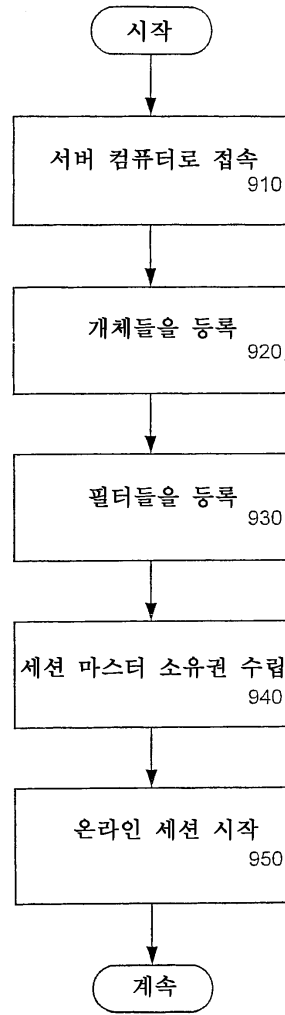 시작
서버 컴퓨터로 접속
910
개체들을 등록
920
필터들을 등록
930
세션 마스터 소유권 수립
940
온라인 세션 시작
950
계속